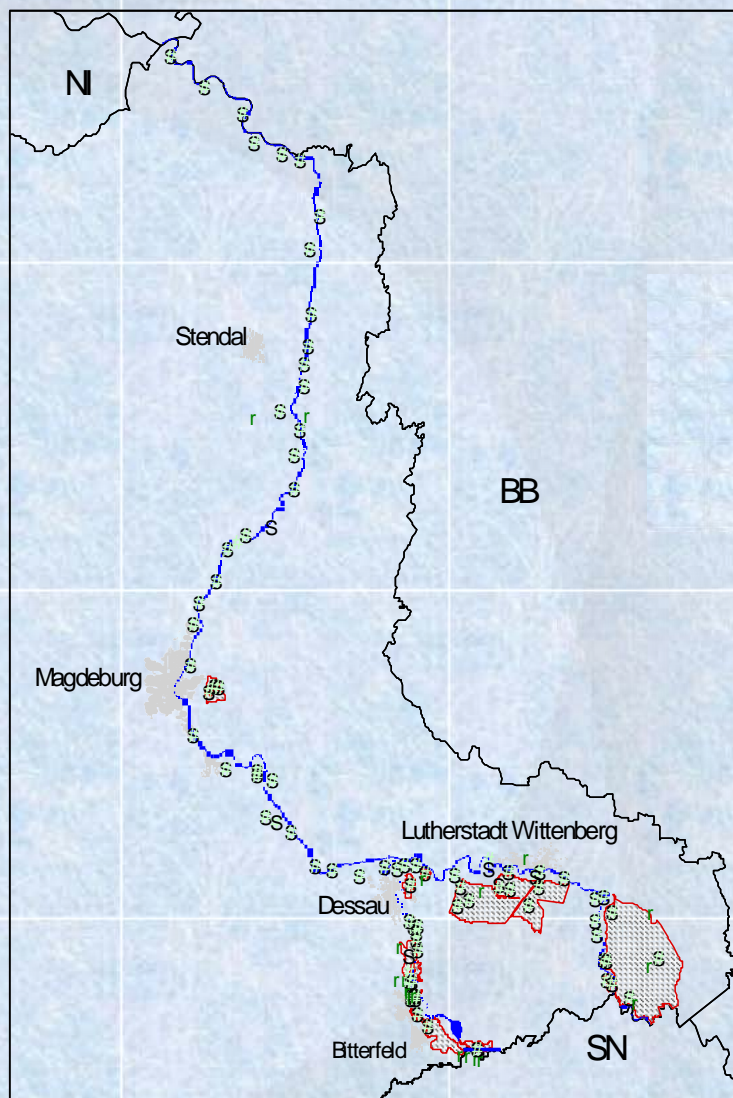 NI
Stendal
BB
Magdeburg
Lutherstadt Wittenberg
Dessau
Bitterfeld
SN